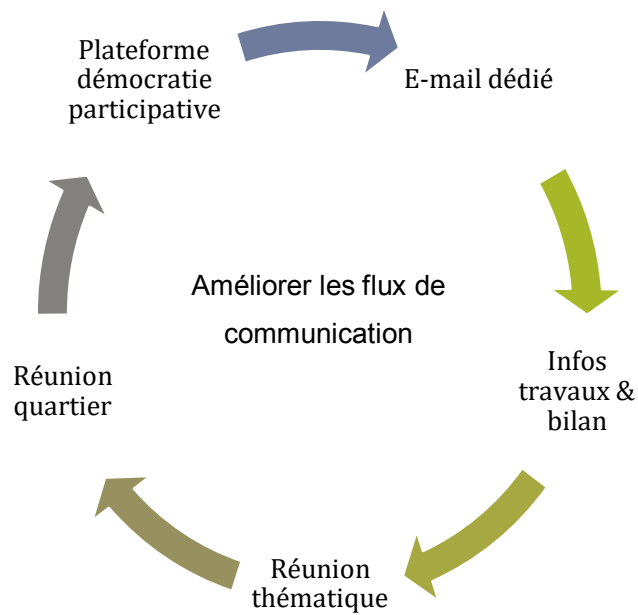 Plateforme
démocratie
participative
E-mail dédié
Améliorer les flux de
communication
Infos
travaux &
bilan
Réunion
quartier
Réunion
thématique